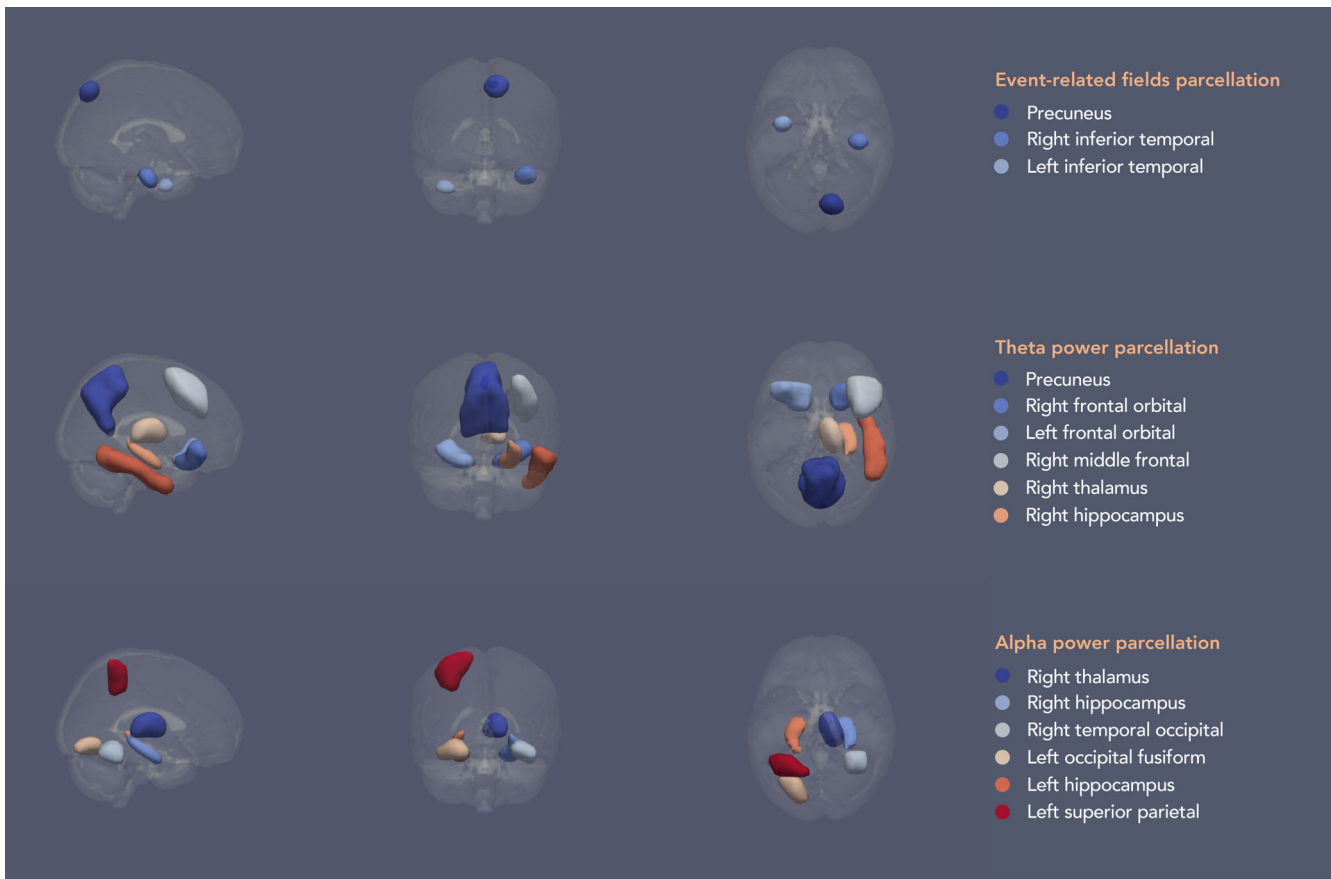 Event-related fields parcellation
Precuneus
Right inferior temporal
Left inferior temporal
Theta power parcellation
Precuneus
Right frontal orbital
Left frontal orbital
Right middle frontal
Right thalamus
Right hippocampus
Alpha power parcellation
Right thalamus
Right hippocampus
Right temporal occipital
Left occipital fusiform
Left hippocampus
Left superior parietal